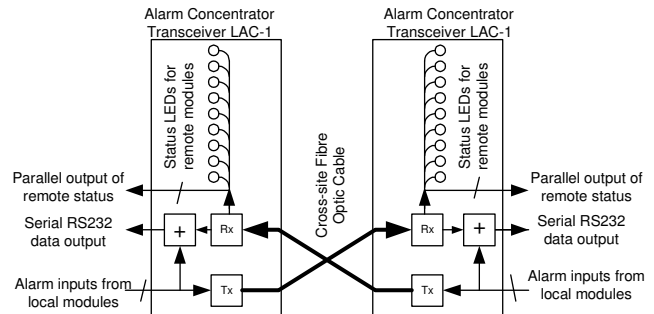 Alarm Concentrator
Transceiver LAC-1
Alarm Concentrator
Transceiver LAC-1
Status LEDs for
remote modules
Cross-site Fibre
Optic Cable
Status LEDs for
remote modules
Parallel output of
remote status
Parallel output of
remote status
Serial RS232
data output
+
Rx
Rx
+
Serial RS232
data output
Alarm inputs from
local modules
Tx
Tx
Alarm inputs from
local modules